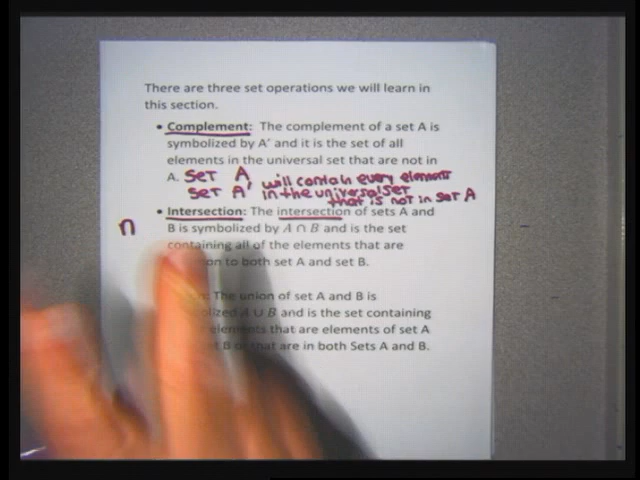 There are three set operations we will learn in
this section.
• Complement: The complement of a set A is
symbolized by A' and it is the set of all
elements in the universal set that are not in
A. set A
set A' will contain every element
in the universal set
that is not in set A
• Intersection: The intersection of sets A and
B is symbolized by A ∩ B and is the set
∩
containing all of the elements that are
to both set A and set B.
The union of set A and B is
A ∪ B and is the set containing
elements that are elements of set A
B or that are in both Sets A and B.